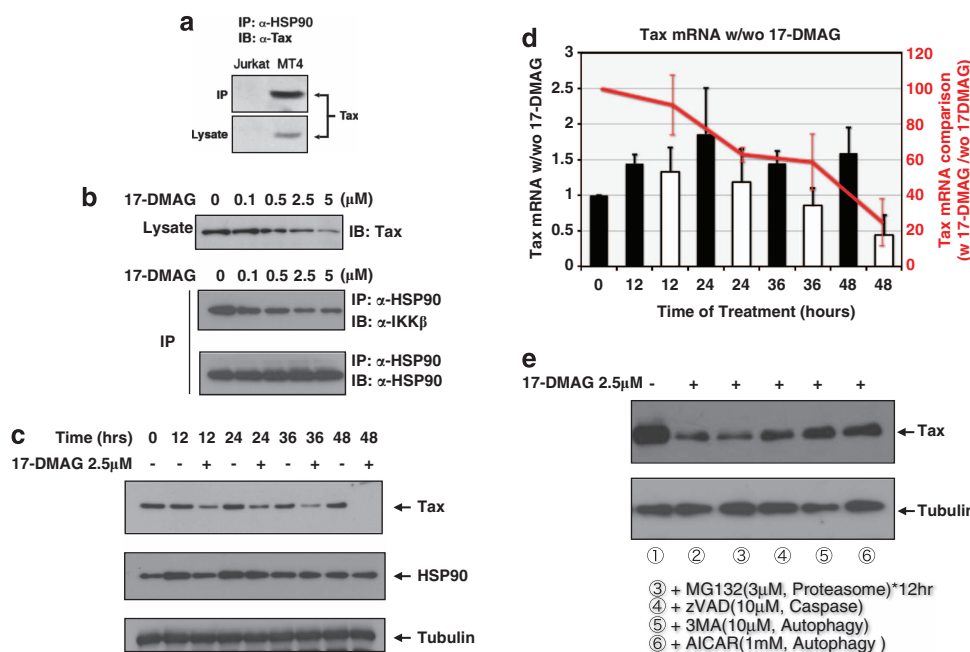 a
IP: α-HSP90
IB: α-Tax
Jurkat MT4
IP
Lysate
Tax
b
17-DMAG 0 0.1 0.5 2.5 5 (μM)
Lysate
IB: Tax
17-DMAG 0 0.1 0.5 2.5 5 (μM)
IP
IP: α-HSP90
IB: α-IKKβ
IP: α-HSP90
IB: α-HSP90
c
Time (hrs) 0 12 12 24 24 36 36 48 48
17-DMAG 2.5μM - - + - + - + - +
Tax
HSP90
Tubulin
d
Tax mRNA w/wo 17-DMAG
Tax mRNA w/wo 17-DMAG
3
2.5
2
1.5
1
0.5
0
120
100
80
60
40
20
0
Tax mRNA comparison
(w 17-DMAG /wo 17DMAG)
0 12 12 24 24 36 36 48 48
Time of Treatment (hours)
e
17-DMAG 2.5μM - + + + + +
Tax
Tubulin
① ② ③ ④ ⑤ ⑥
③ + MG132(3μM, Proteasome)*12hr
④ + zVAD(10μM, Caspase)
⑤ + 3MA(10μM, Autophagy)
⑥ + AICAR(1mM, Autophagy )